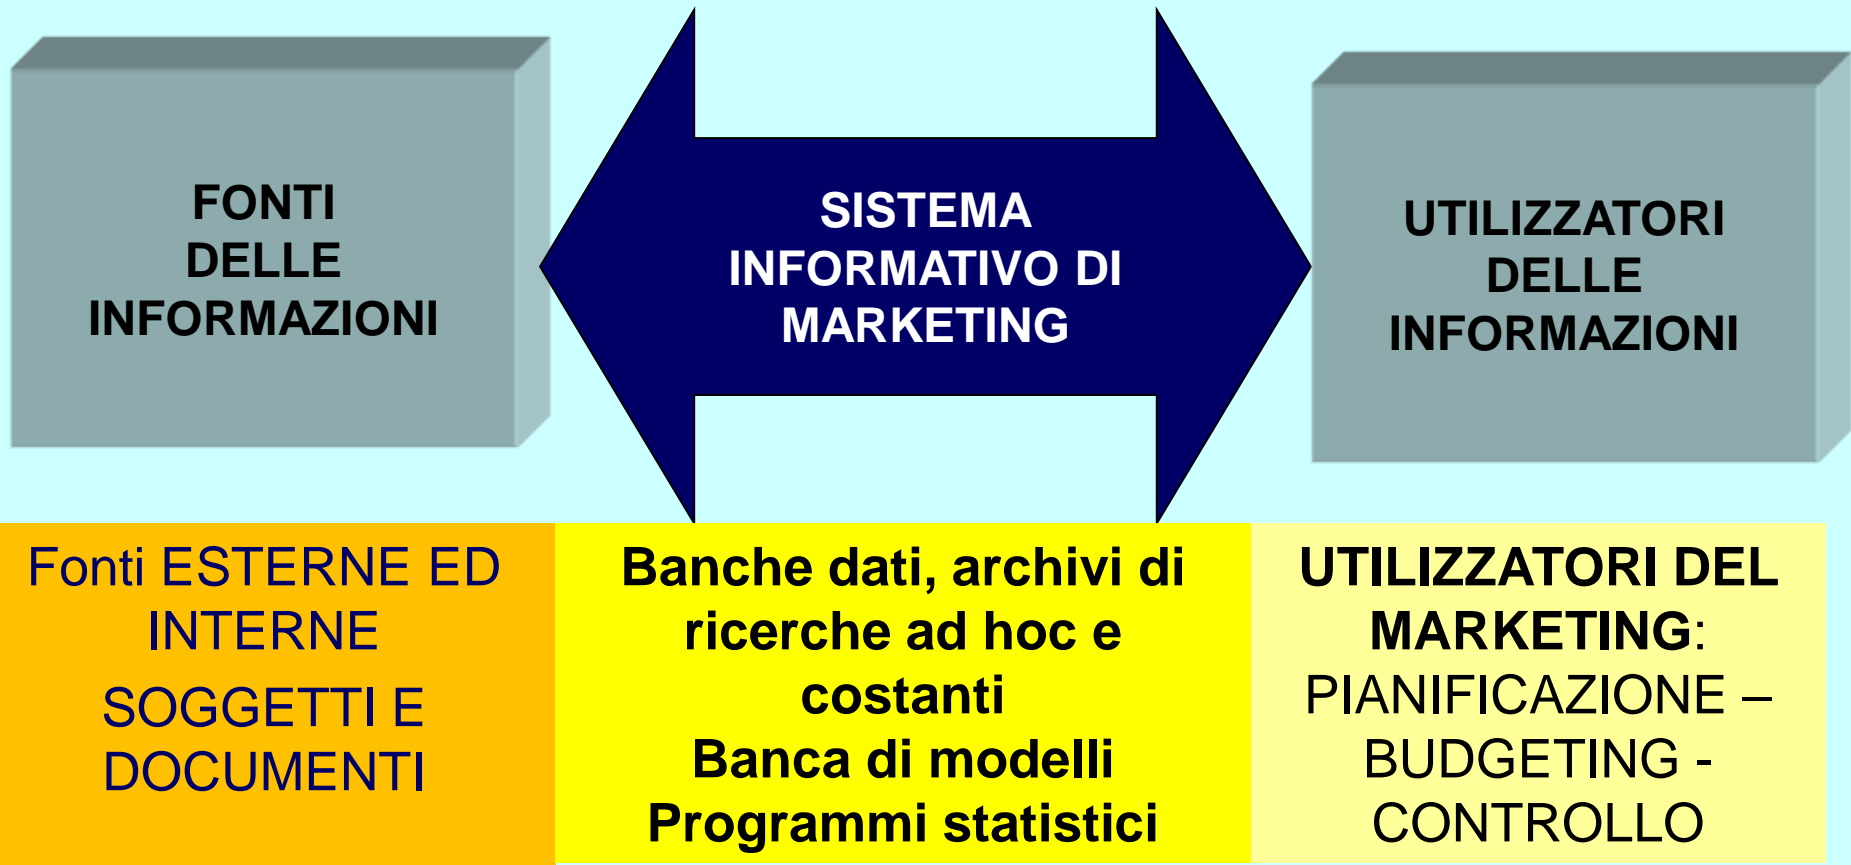 FONTI
DELLE
INFORMAZIONI
SISTEMA
INFORMATIVO DI
MARKETING
UTILIZZATORI
DELLE
INFORMAZIONI
Fonti ESTERNE ED
INTERNE
SOGGETTI E
DOCUMENTI
Banche dati, archivi di
ricerche ad hoc e
costanti
Banca di modelli
Programmi statistici
UTILIZZATORI DEL
MARKETING:
PIANIFICAZIONE –
BUDGETING -
CONTROLLO